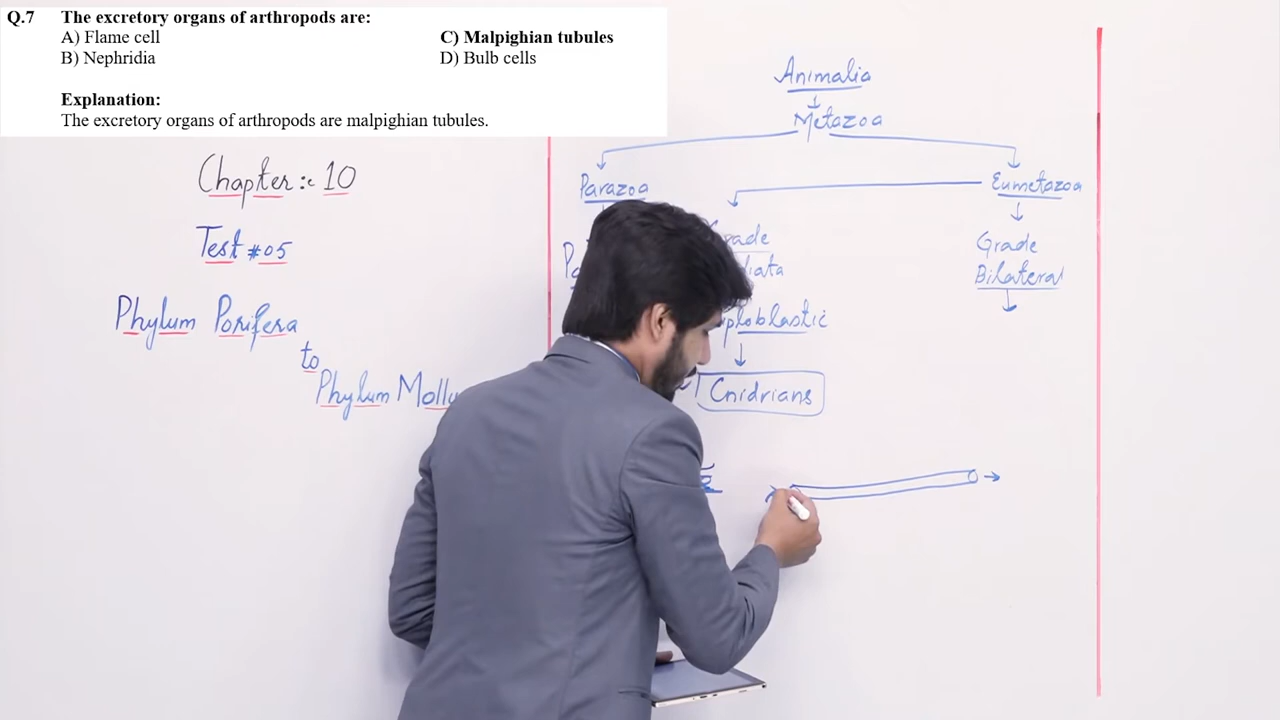 Q.7 The excretory organs of arthropods are:
A) Flame cell
C) Malpighian tubules
B) Nephridia
D) Bulb cells
Explanation:
The excretory organs of arthropods are malpighian tubules.
Chapter :- 10
Test #05
Phylum Porifera
to
Phylum Moll
Animalia
Metazoa
Parazoa
Eumetazoa
Grade
Bilateral
Cnidrians